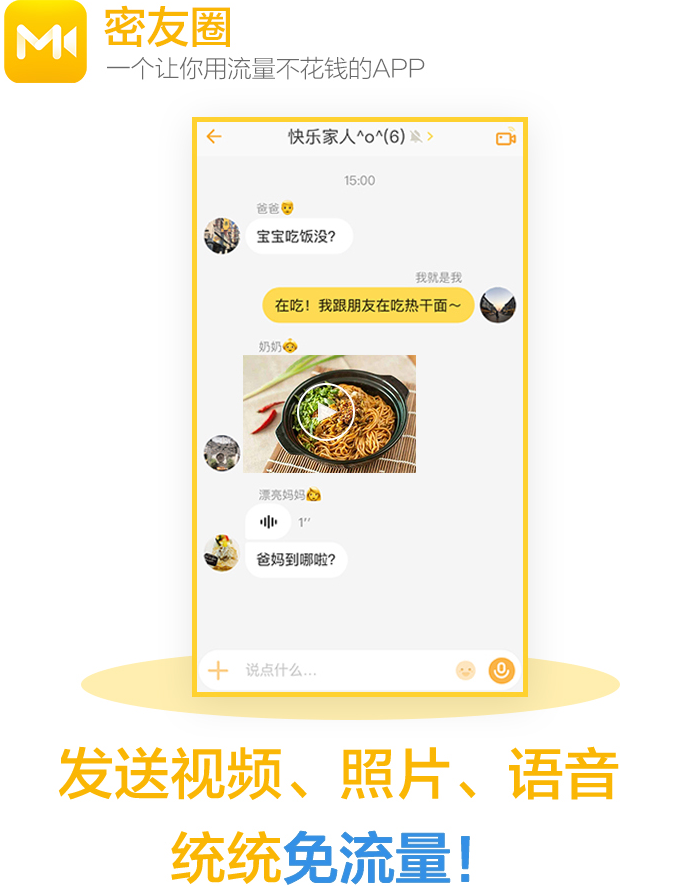 密友圈
一个让你用流量不花钱的APP
快乐家人^o^(6)
15:00
爸爸👨
宝宝吃饭没?
我就是我
在吃！我跟朋友在吃热干面～
奶奶👵
漂亮妈妈👩
1′′
爸妈到哪啦?
说点什么...
发送视频、照片、语音
统统免流量!